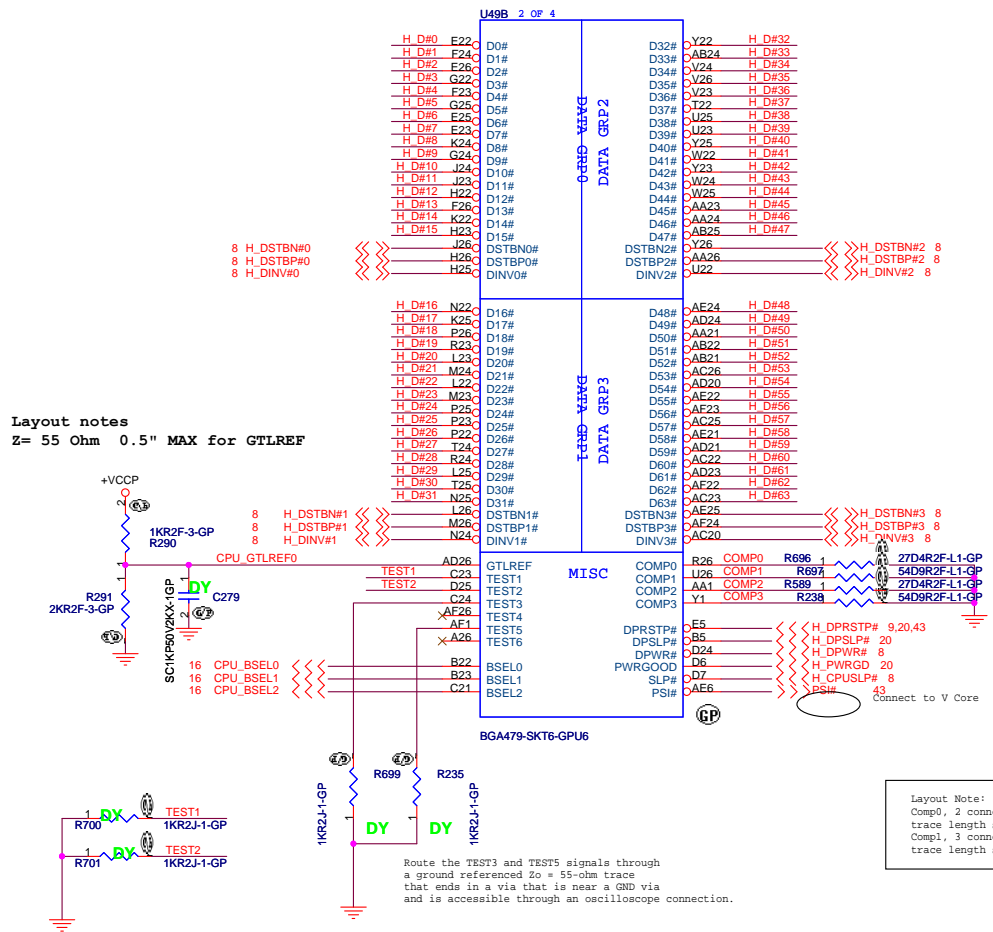 U49B 2 OF 4
H_D#0 E22 D0# D32# Y22 H_D#32
H_D#1 F24 D1# D33# AB24 H_D#33
H_D#2 E26 D2# D34# V24 H_D#34
H_D#3 G22 D3# D35# V26 H_D#35
H_D#4 F23 D4# D36# V23 H_D#36
H_D#5 G25 D5# D37# T22 H_D#37
H_D#6 E25 D6# D38# U25 H_D#38
H_D#7 E23 D7# D39# U23 H_D#39
H_D#8 K24 D8# D40# Y25 H_D#40
H_D#9 G24 D9# D41# W22 H_D#41
H_D#10 J24 D10# D42# Y23 H_D#42
H_D#11 J23 D11# D43# W24 H_D#43
H_D#12 H22 D12# D44# W25 H_D#44
H_D#13 F26 D13# D45# AA23 H_D#45
H_D#14 K22 D14# D46# AA24 H_D#46
H_D#15 H23 D15# D47# AB25 H_D#47
8 H_DSTBN#0 J26 DSTBN0# DSTBN2# Y26 H_DSTBN#2 8
8 H_DSTBP#0 H26 DSTBP0# DSTBP2# AA26 H_DSTBP#2 8
8 H_DINV#0 H25 DINV0# DINV2# U22 H_DINV#2 8
DATA GRP0
DATA GRP2
H_D#16 N22 D16# D48# AE24 H_D#48
H_D#17 K25 D17# D49# AD24 H_D#49
H_D#18 P26 D18# D50# AA21 H_D#50
H_D#19 R23 D19# D51# AB22 H_D#51
H_D#20 L23 D20# D52# AB21 H_D#52
H_D#21 M24 D21# D53# AC26 H_D#53
H_D#22 L22 D22# D54# AD20 H_D#54
H_D#23 M23 D23# D55# AE22 H_D#55
H_D#24 P25 D24# D56# AF23 H_D#56
H_D#25 P23 D25# D57# AC25 H_D#57
H_D#26 P22 D26# D58# AE21 H_D#58
H_D#27 T24 D27# D59# AD21 H_D#59
H_D#28 R24 D28# D60# AC22 H_D#60
H_D#29 L25 D29# D61# AD23 H_D#61
H_D#30 T25 D30# D62# AF22 H_D#62
H_D#31 N25 D31# D63# AC23 H_D#63
8 H_DSTBN#1 L26 DSTBN1# DSTBN3# AE25 H_DSTBN#3 8
8 H_DSTBP#1 M26 DSTBP1# DSTBP3# AF24 H_DSTBP#3 8
8 H_DINV#1 N24 DINV1# DINV3# AC20 H_DINV#3 8
DATA GRP1
DATA GRP3
Layout notes
Z= 55 Ohm 0.5" MAX for GTLREF
+VCCP
2
1KR2F-3-GP
R290
1
CPU_GTLREF0 AD26 GTLREF
MISC
TEST1 C23 TEST1
TEST2 D25 TEST2
C24 TEST3
AF26 TEST4
AF1 TEST5
A26 TEST6
COMP0 R26 COMP0 R696 1 27D4R2F-L1-GP
COMP1 U26 COMP1 R697 1 54D9R2F-L1-GP
COMP2 AA1 COMP2 R589 1 27D4R2F-L1-GP
COMP3 Y1 COMP3 R238 1 54D9R2F-L1-GP
1
R291
2KR2F-3-GP
1
DY
C279
2
SC1KP50V2KX-1GP
DPRSTP# E5 H_DPRSTP# 9,20,43
DPSLP# B5 H_DPSLP# 20
DPWR# D24 H_DPWR# 8
PWRGOOD D6 H_PWRGD 20
SLP# D7 H_CPUSLP# 8
PSI# AE6 PSI# 43
Connect to V Core
16 CPU_BSEL0 B22 BSEL0
16 CPU_BSEL1 B23 BSEL1
16 CPU_BSEL2 C21 BSEL2
GP
BGA479-SKT6-GPU6
R699
1
1KR2J-1-GP
DY
R235
1
1KR2J-1-GP
DY
1 DY TEST1
R700 1KR2J-1-GP
1 DY TEST2
R701 1KR2J-1-GP
Route the TEST3 and TEST5 signals through
a ground referenced Zo = 55-ohm trace
that ends in a via that is near a GND via
and is accessible through an oscilloscope connection.
Layout Note:
Comp0, 2 conne
trace length
Comp1, 3 conne
trace length